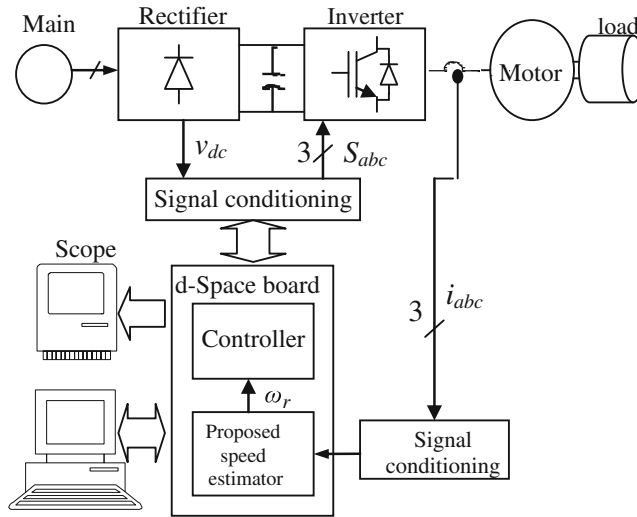 Main
Rectifier
Inverter
load
Motor
v_dc
3
S_abc
Signal conditioning
Scope
d-Space board
Controller
ω_r
Proposed
speed
estimator
3
i_abc
Signal
conditioning